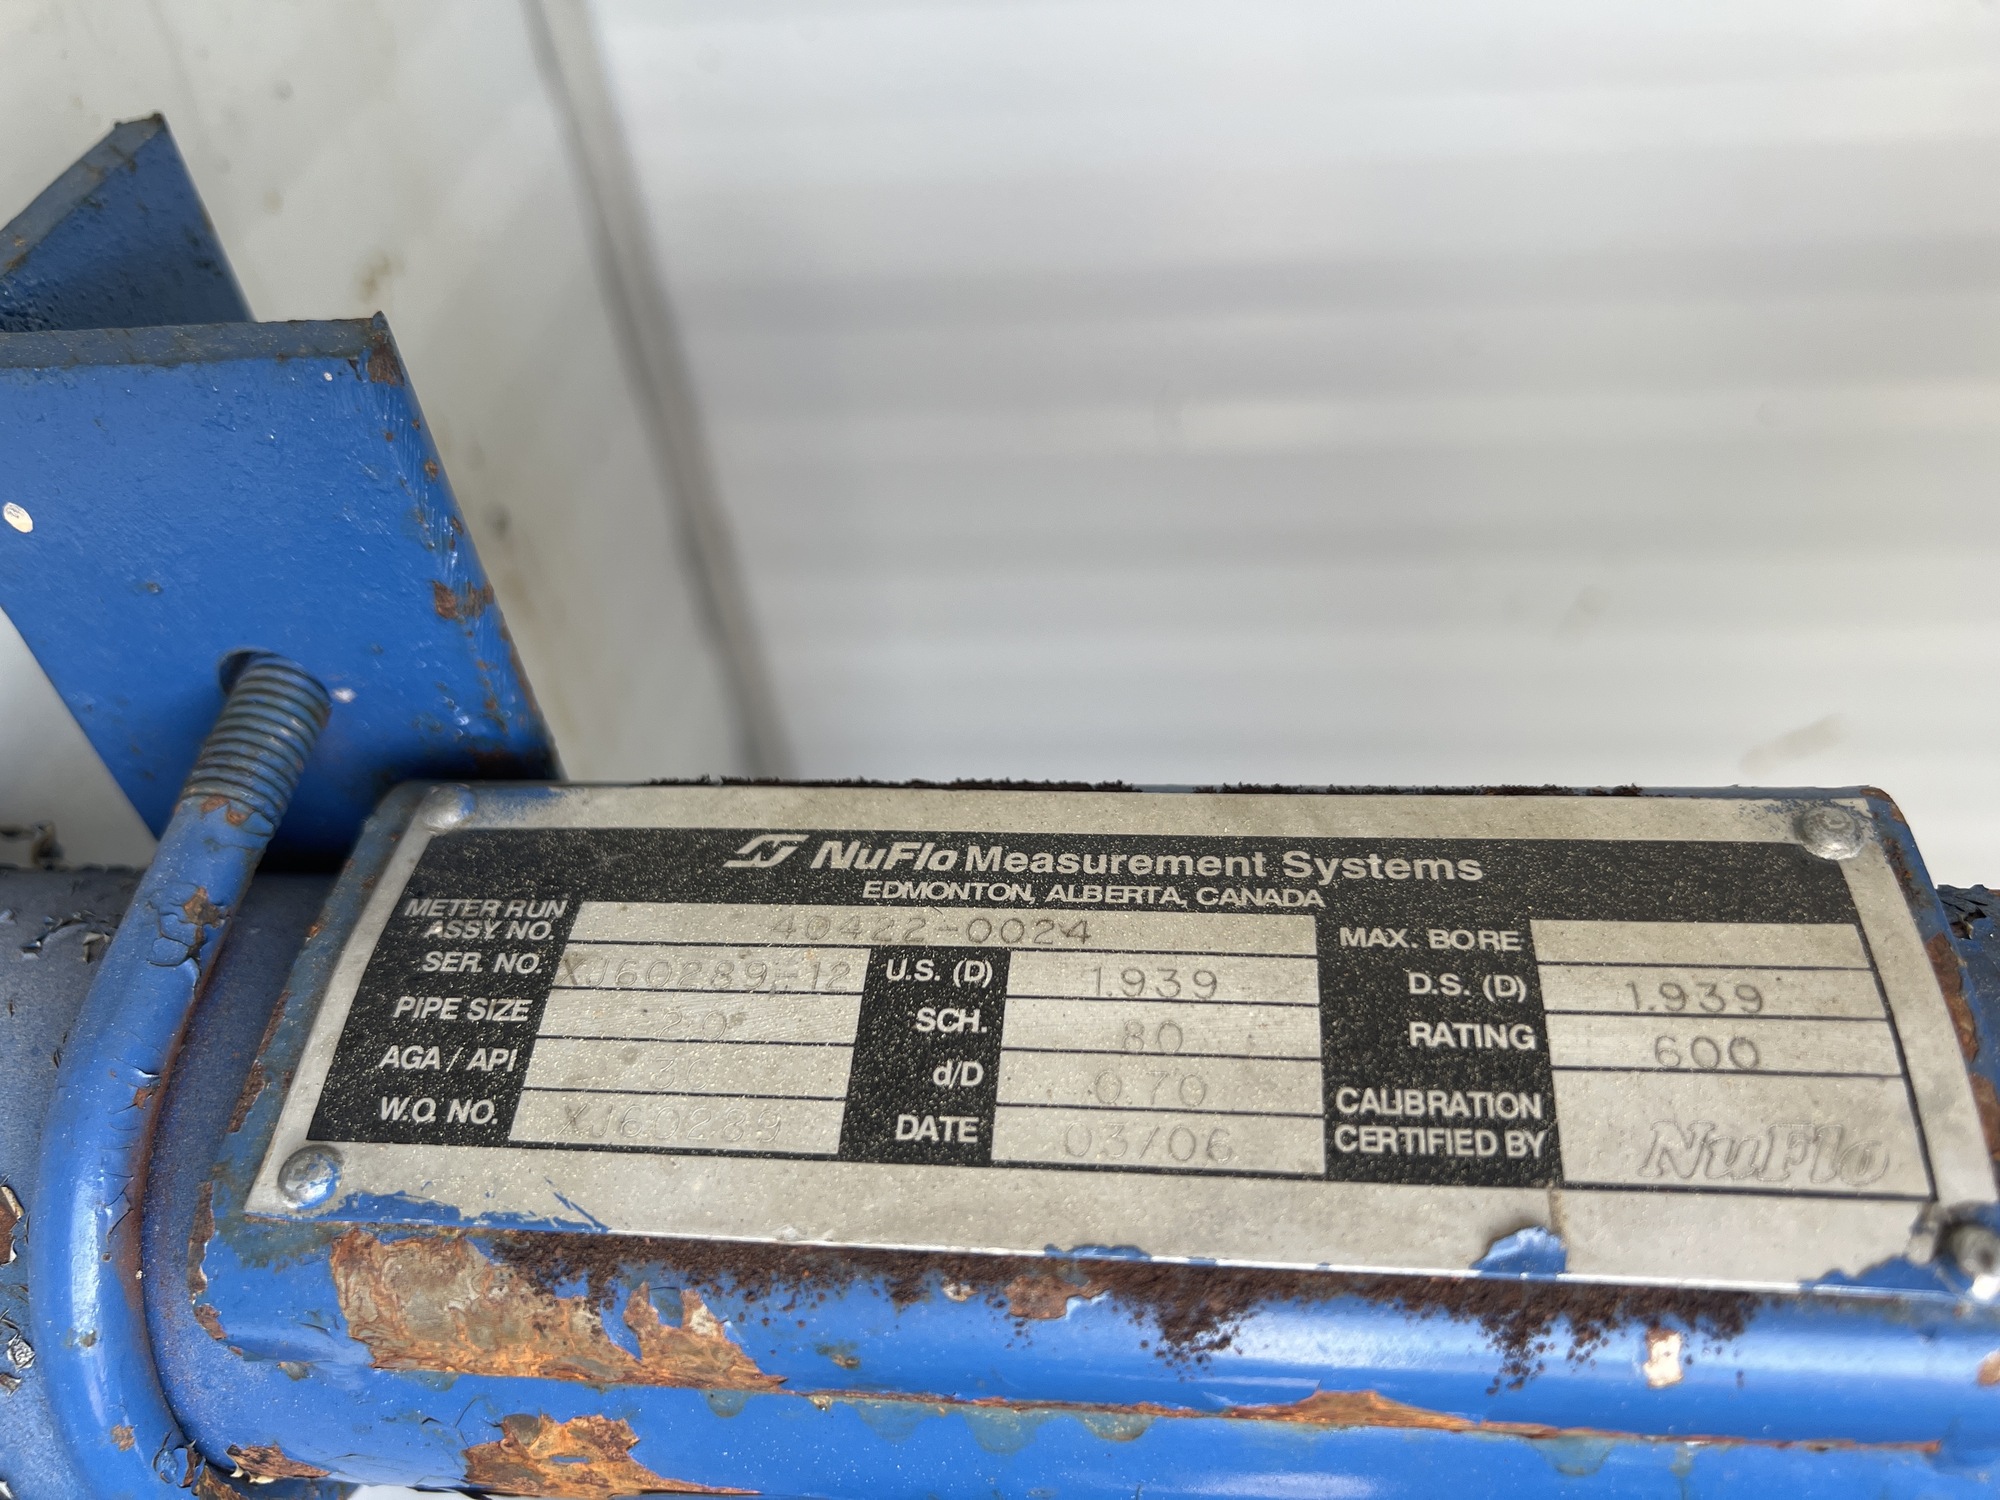 NuFlo Measurement Systems
EDMONTON, ALBERTA, CANADA
METER RUN ASSY. NO. 40422-0024 MAX. BORE
SER. NO. XJ60289-12 U.S. (D) 1.939 D.S. (D) 1.939
PIPE SIZE 2.0 SCH. 80 RATING 600
AGA / API 3 d/D 0.70
W.O. NO. XJ60289 DATE 03/06 CALIBRATION CERTIFIED BY NuFlo